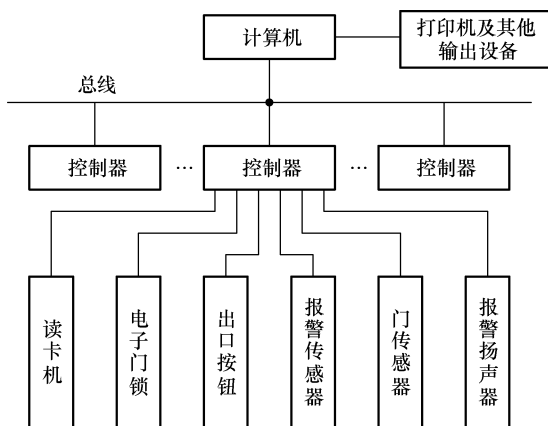 计算机
打印机及其他
输出设备
总线
控制器
…
控制器
…
控制器
读卡机
电子门锁
出口按钮
报警传感器
门传感器
报警扬声器